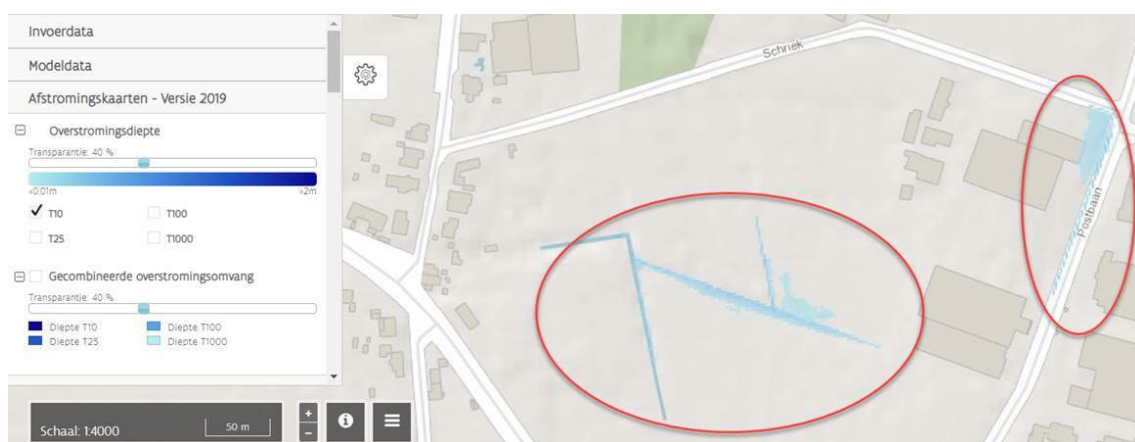 Invoerdata
Modeldata
Afstromingskaarten - Versie 2019
Overstromingsdiepte
Transparantie: 40 %
<0.01m >2m
T10 T100
T25 T1000
Gecombineerde overstromingsomvang
Transparantie: 40 %
Diepte T10 Diepte T100
Diepte T25 Diepte T1000
Schaal: 1:4000 50 m
+
−
Schriek
Postbaan